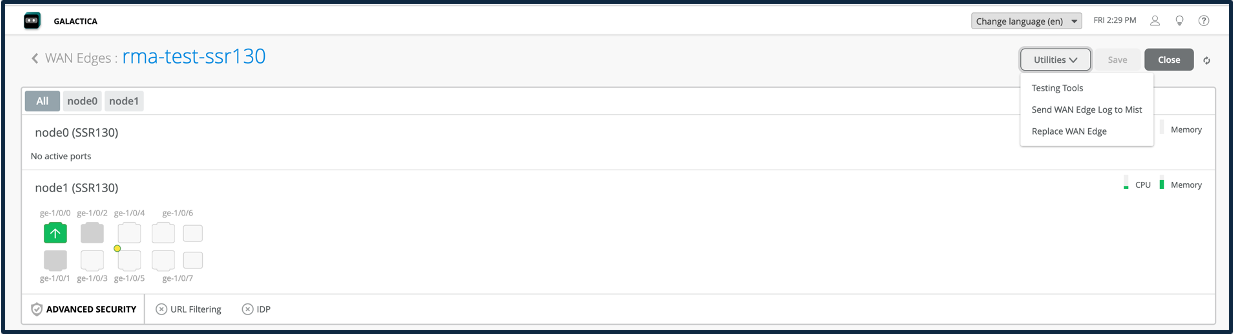 GALACTICA
Change language (en)
FRI 2:29 PM
WAN Edges : rma-test-ssr130
Utilities
Save
Close
Testing Tools
Send WAN Edge Log to Mist
Replace WAN Edge
All
node0
node1
node0 (SSR130)
Memory
No active ports
node1 (SSR130)
CPU
Memory
ge-1/0/0 ge-1/0/2 ge-1/0/4 ge-1/0/6
ge-1/0/1 ge-1/0/3 ge-1/0/5 ge-1/0/7
ADVANCED SECURITY
URL Filtering
IDP